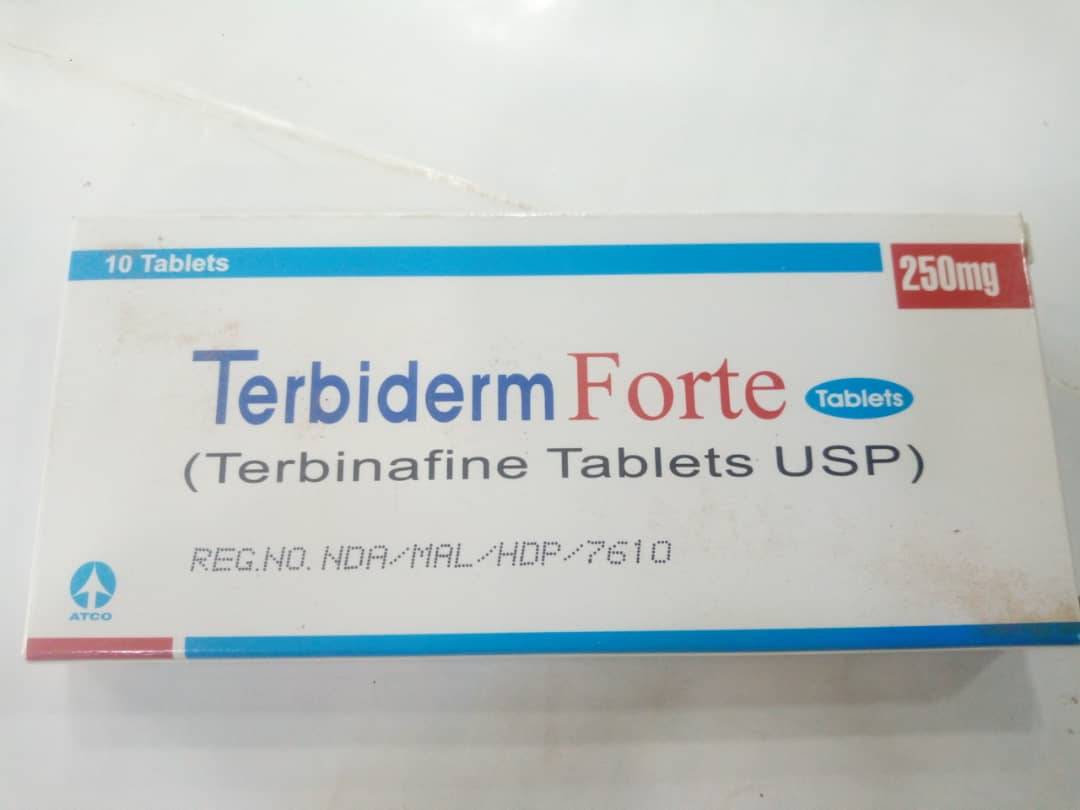 10 Tablets
250mg
Terbiderm Forte Tablets
(Terbinafine Tablets USP)
REG.NO. NDA/MAL/HDP/7610
ATCO